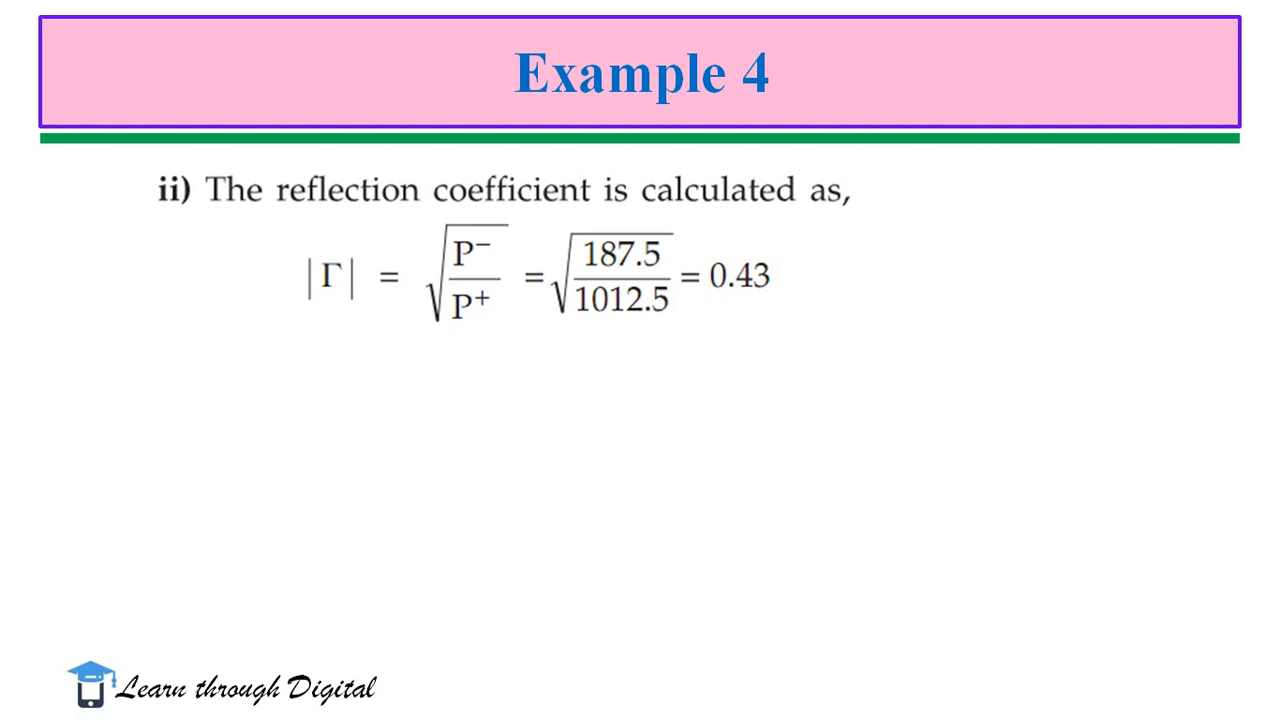 Example 4
ii) The reflection coefficient is calculated as,
|Γ| = √(P⁻/P⁺) = √(187.5/1012.5) = 0.43
Learn through Digital